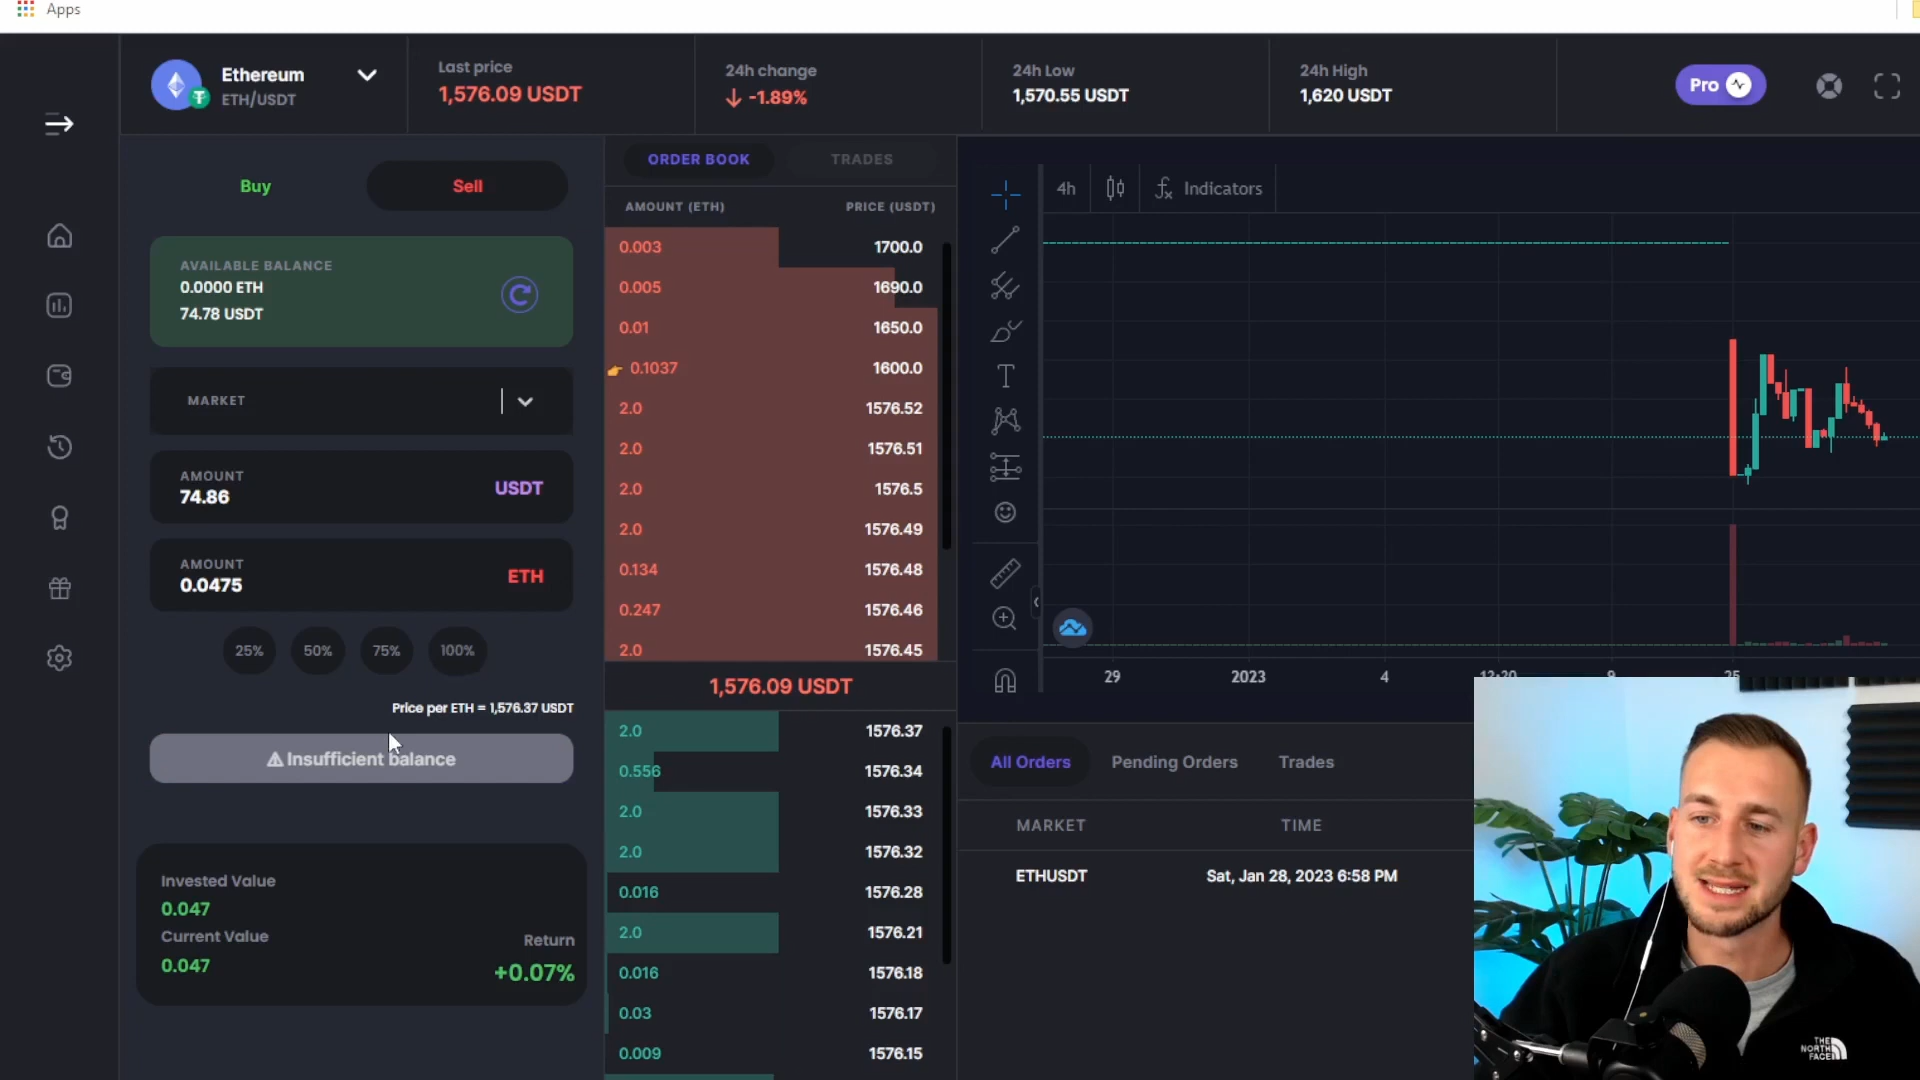 Apps
Ethereum
ETH/USDT
Last price
1,576.09 USDT
24h change
-1.89%
24h Low
1,570.55 USDT
24h High
1,620 USDT
Pro
Buy
Sell
AVAILABLE BALANCE
0.0000 ETH
74.78 USDT
MARKET
AMOUNT
74.86
USDT
AMOUNT
0.0475
ETH
25%
50%
75%
100%
Price per ETH = 1,576.37 USDT
Insufficient balance
Invested Value
0.047
Current Value
0.047
Return
+0.07%
ORDER BOOK
TRADES
AMOUNT (ETH) PRICE (USDT)
0.003 1700.0
0.005 1690.0
0.01 1650.0
0.1037 1600.0
2.0 1576.52
2.0 1576.51
2.0 1576.5
2.0 1576.49
0.134 1576.48
0.247 1576.46
2.0 1576.45
1,576.09 USDT
2.0 1576.37
0.556 1576.34
2.0 1576.33
2.0 1576.32
0.016 1576.28
2.0 1576.21
0.016 1576.18
0.03 1576.17
0.009 1576.15
4h
Indicators
29 2023 4 12:30 9 25
All Orders
Pending Orders
Trades
MARKET TIME
ETHUSDT Sat, Jan 28, 2023 6:58 PM
THE
NORTH
FACE